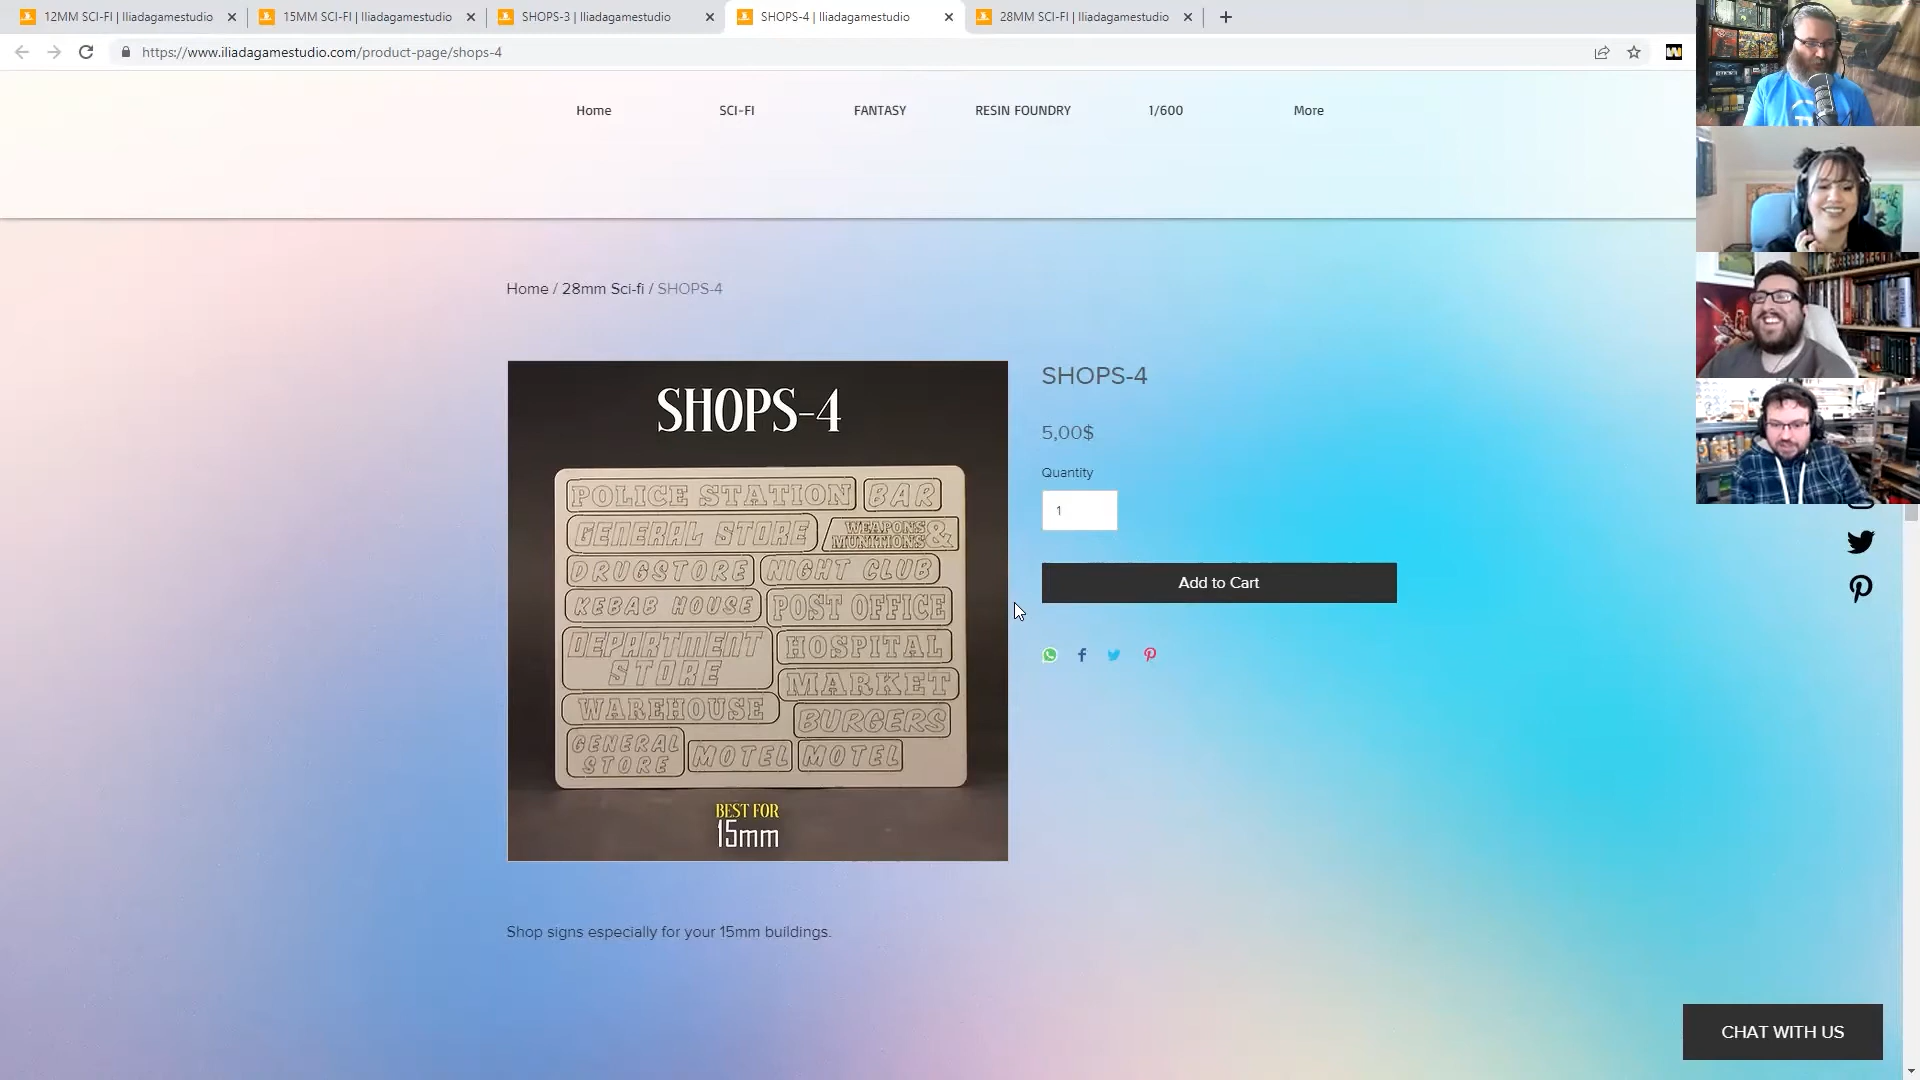 12MM SCI-FI | Iliadagamestudio
15MM SCI-FI | Iliadagamestudio
SHOPS-3 | Iliadagamestudio
SHOPS-4 | Iliadagamestudio
28MM SCI-FI | Iliadagamestudio
https://www.iliadagamestudio.com/product-page/shops-4
Home
SCI-FI
FANTASY
RESIN FOUNDRY
1/600
More
Home / 28mm Sci-fi / SHOPS-4
SHOPS-4
POLICE STATION
BAR
GENERAL STORE
WEAPONS &
MUNITIONS
DRUGSTORE
NIGHT CLUB
KEBAB HOUSE
POST OFFICE
DEPARTMENT
STORE
HOSPITAL
MARKET
WAREHOUSE
BURGERS
GENERAL
STORE
MOTEL
MOTEL
BEST FOR
15mm
SHOPS-4
5,00$
Quantity
1
Add to Cart
Shop signs especially for your 15mm buildings.
CHAT WITH US